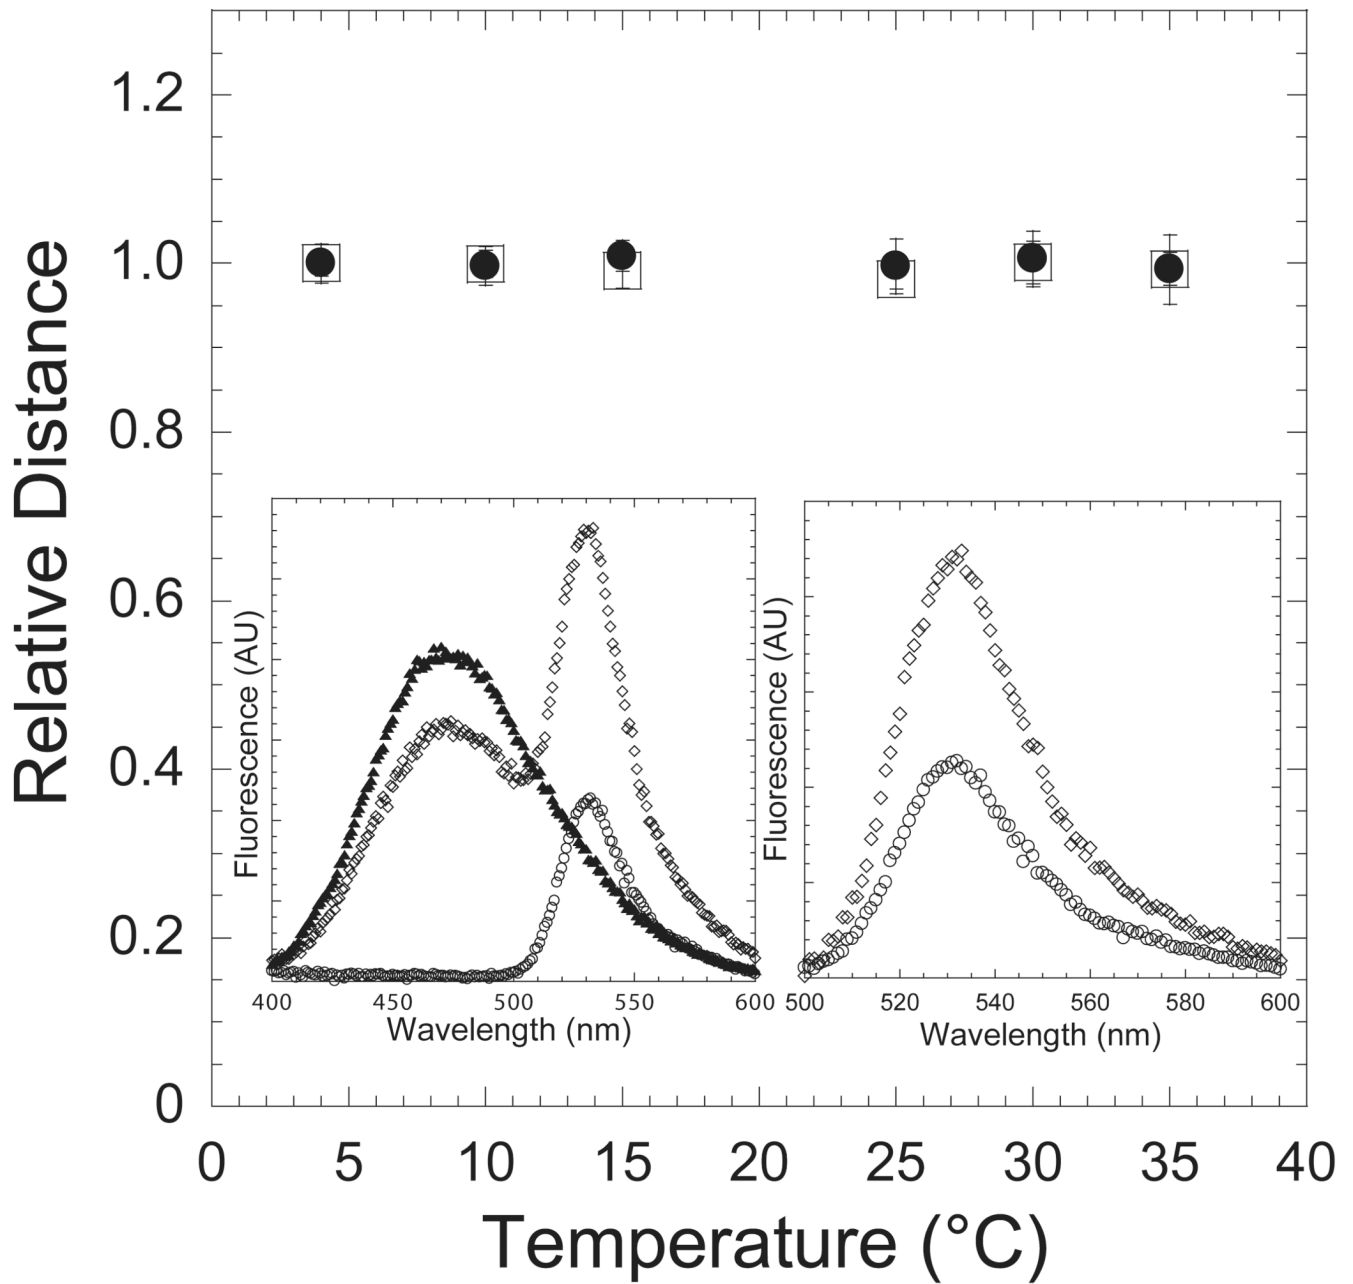 Relative Distance
1.2
1.0
0.8
0.6
0.4
0.2
0
0 5 10 15 20 25 30 35 40
Temperature (°C)
Fluorescence (AU)
400 450 500 550 600
Wavelength (nm)
Fluorescence (AU)
500 520 540 560 580 600
Wavelength (nm)